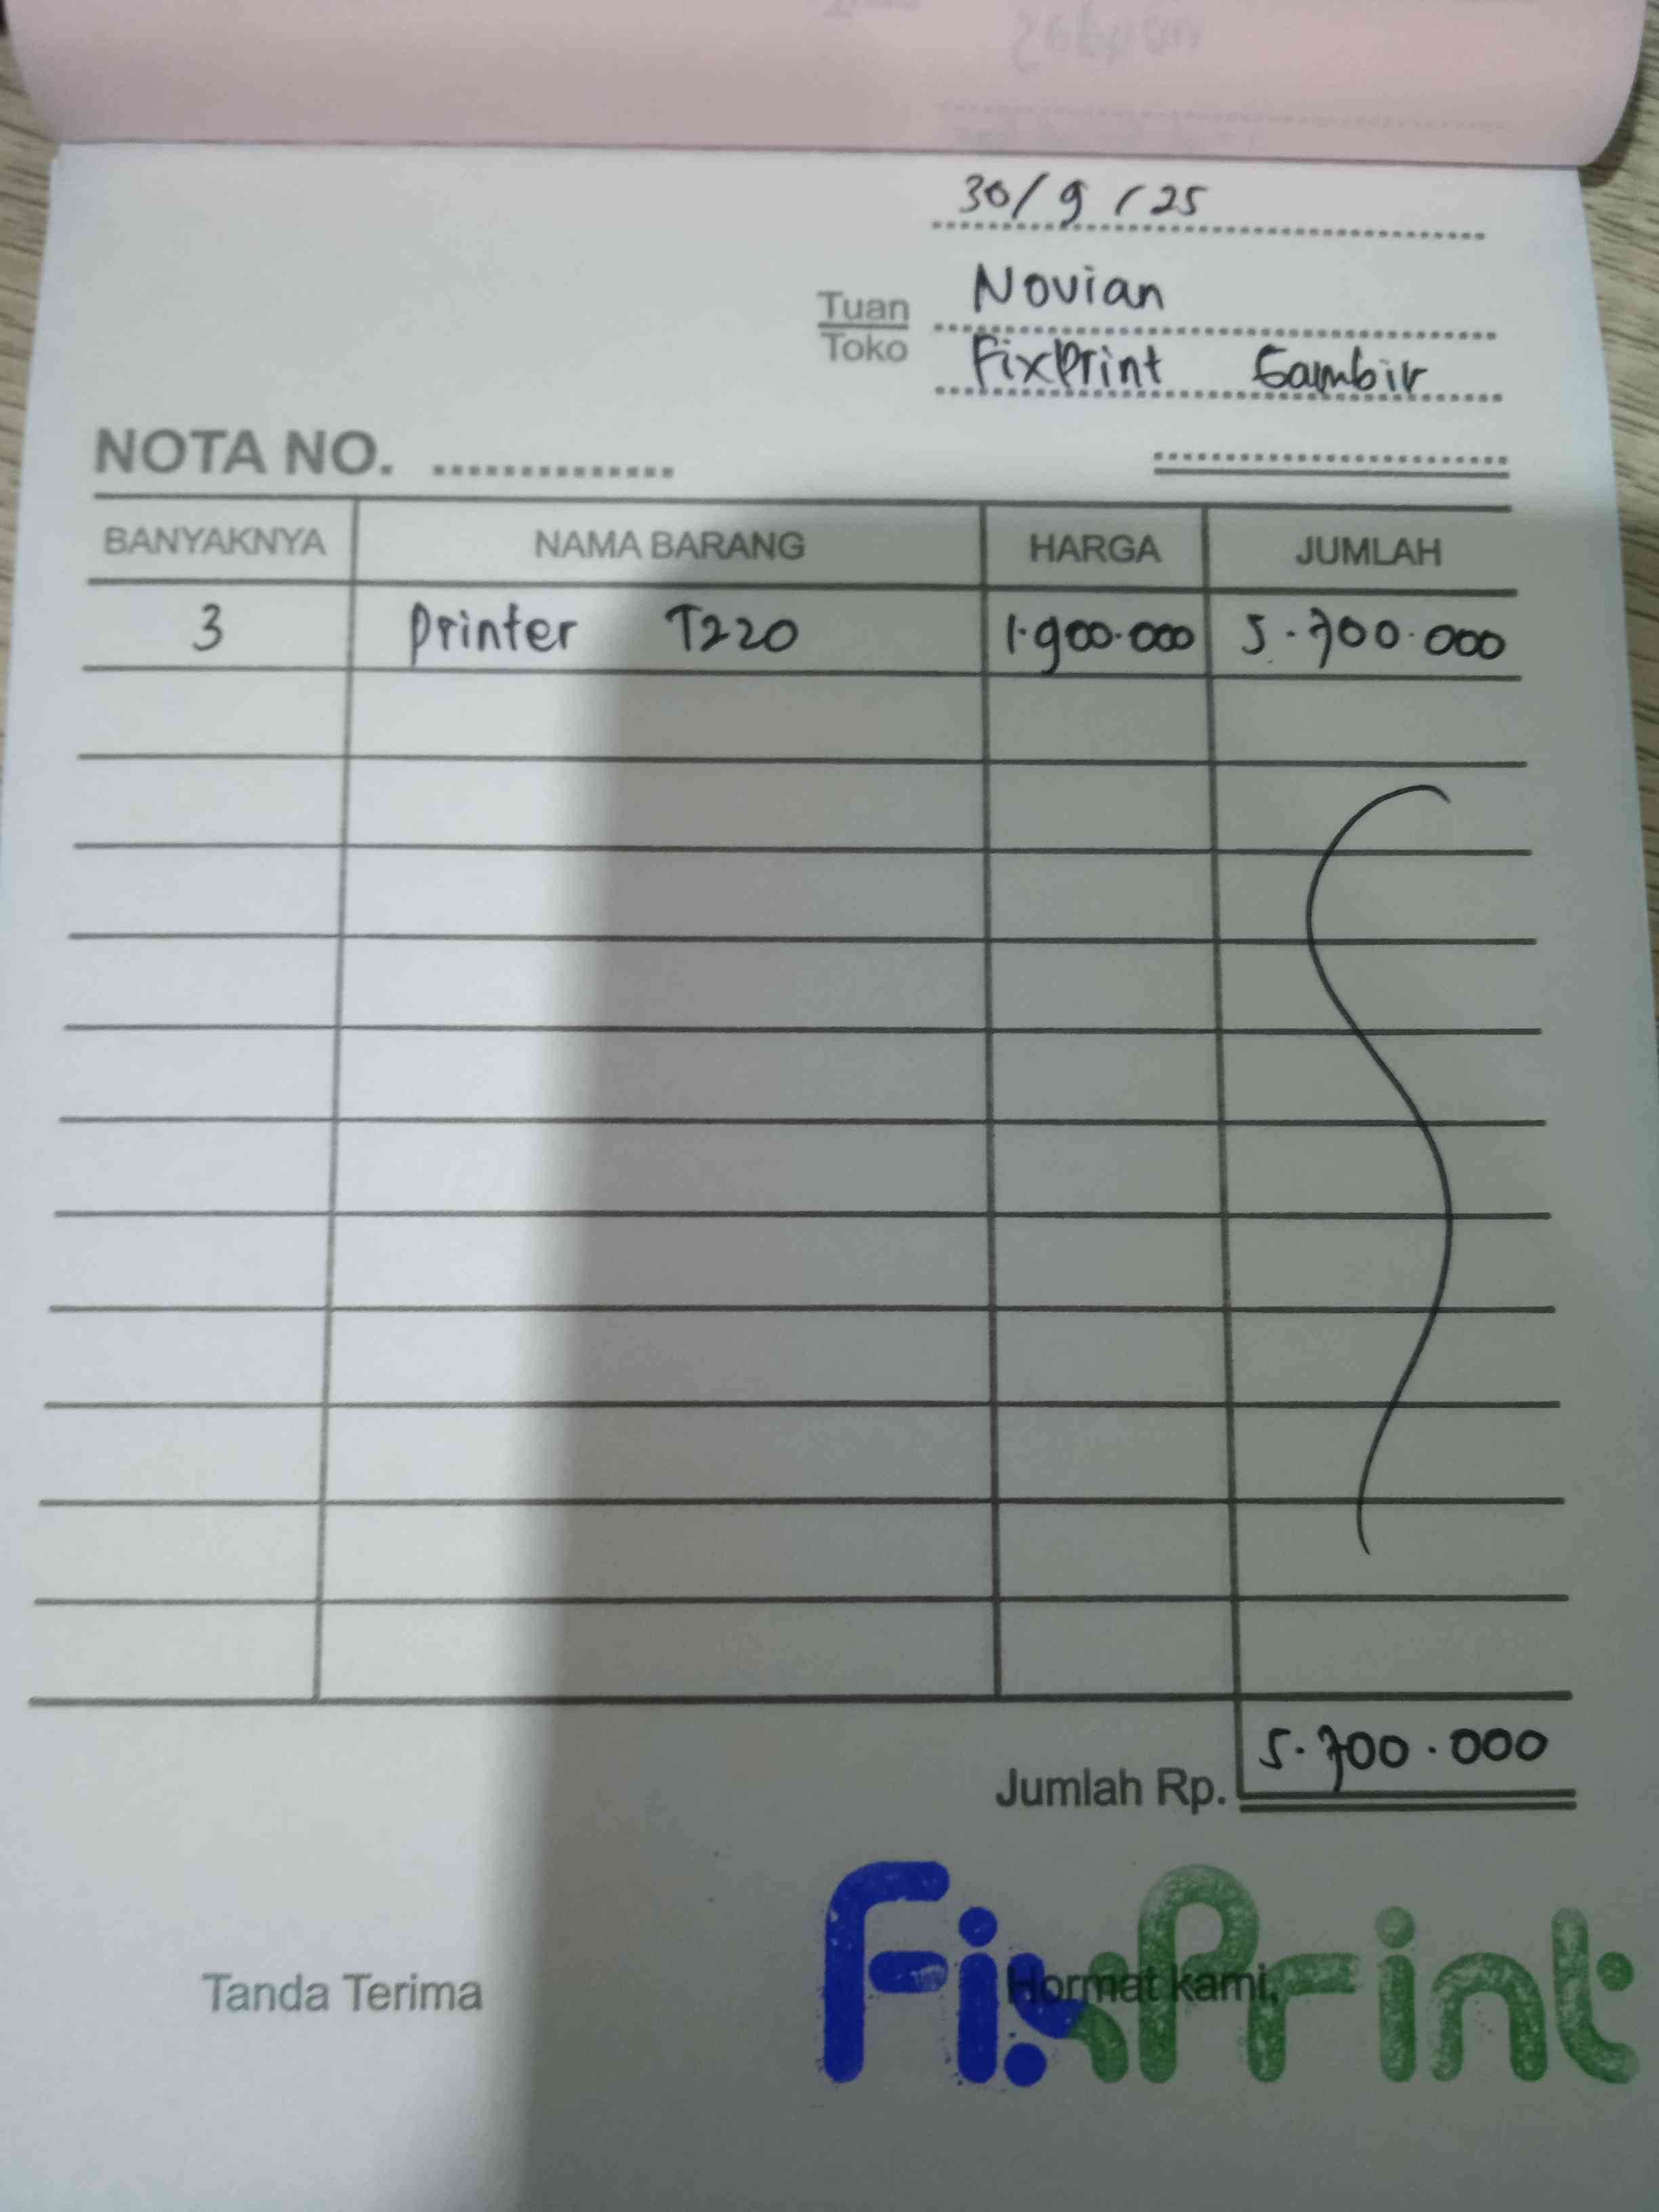 30/9/25
Tuan Novian
Toko FixPrint Gambir
NOTA NO. ...............
BANYAKNYA NAMA BARANG HARGA JUMLAH
3 Printer T220 1.900.000 5.700.000
Jumlah Rp. 5.700.000
Tanda Terima Hormat kami,
FixPrint